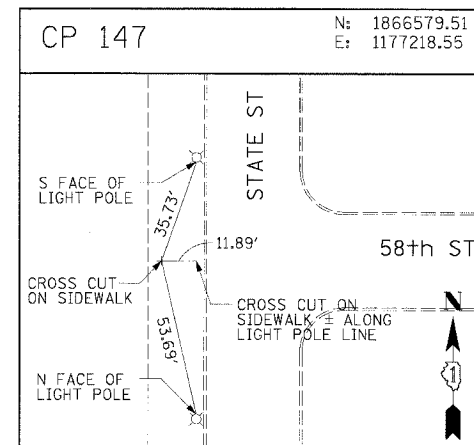 CP 147
N: 1866579.51
E: 1177218.55
STATE ST
S FACE OF
LIGHT POLE
35.73'
11.89'
58th ST
CROSS CUT
ON SIDEWALK
CROSS CUT ON
SIDEWALK ± ALONG
LIGHT POLE LINE
53.69'
N
1
N FACE OF
LIGHT POLE